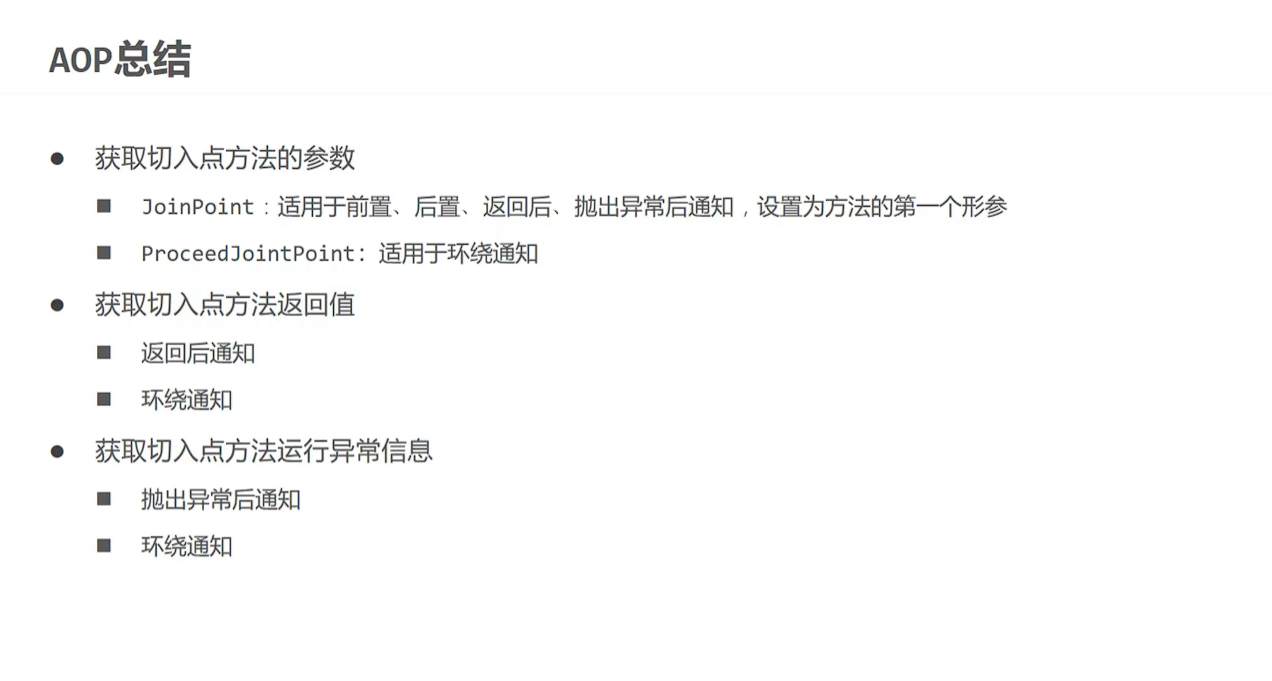 AOP总结
● 获取切入点方法的参数
■ JoinPoint：适用于前置、后置、返回后、抛出异常后通知，设置为方法的第一个形参
■ ProceedJointPoint：适用于环绕通知
● 获取切入点方法返回值
■ 返回后通知
■ 环绕通知
● 获取切入点方法运行异常信息
■ 抛出异常后通知
■ 环绕通知